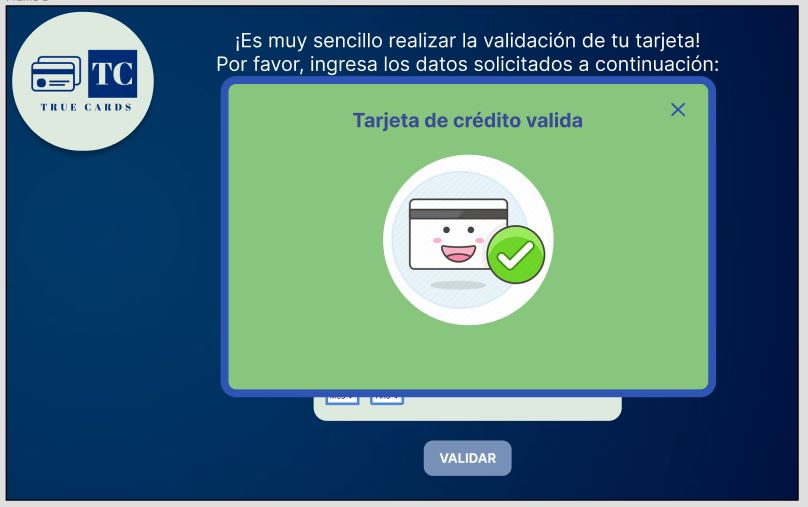 TC
TRUE CARDS
¡Es muy sencillo realizar la validación de tu tarjeta!
Por favor, ingresa los datos solicitados a continuación:
Tarjeta de crédito valida
VALIDAR